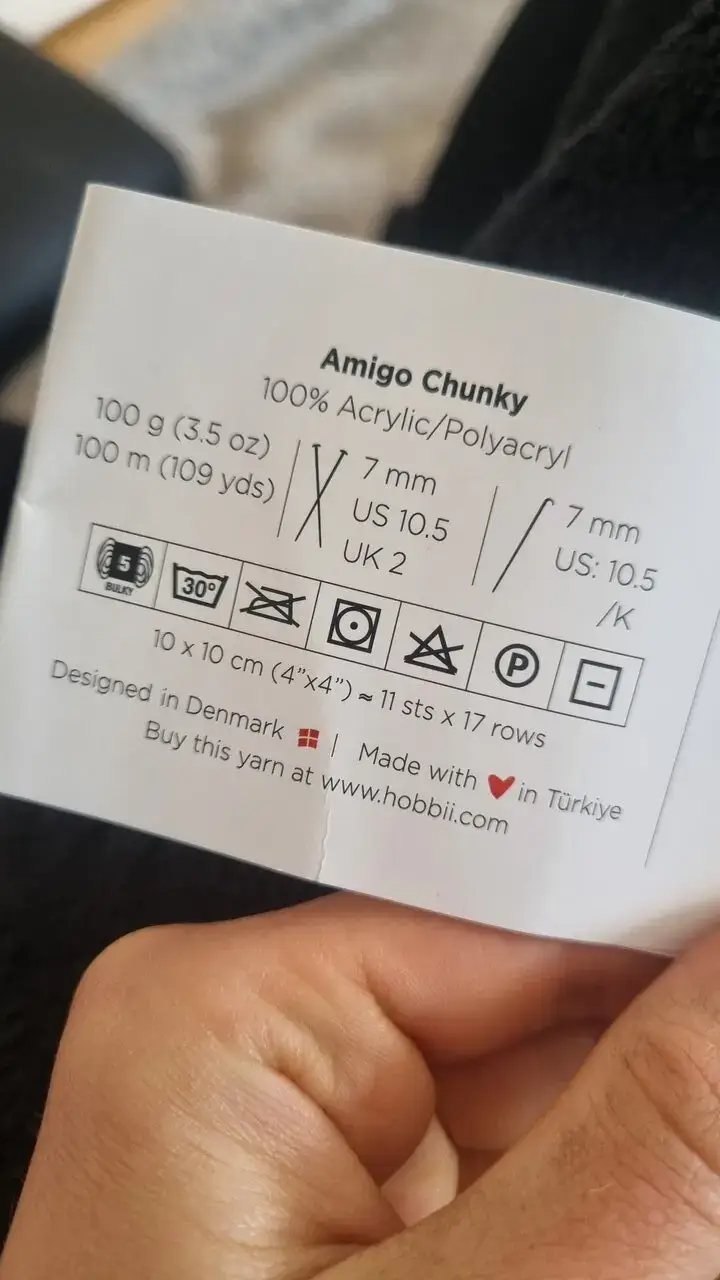 Amigo Chunky
100% Acrylic/Polyacryl
100 g (3.5 oz)
100 m (109 yds)
7 mm
US 10.5
UK 2
7 mm
US: 10.5
/K
5
BULKY
30°
P
10 x 10 cm (4”x4”) ≈ 11 sts x 17 rows
Designed in Denmark | Made with ♥ in Türkiye
Buy this yarn at www.hobbii.com